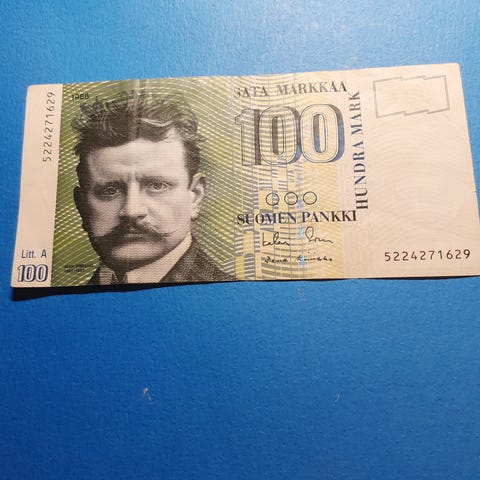 1986
SATA MARKKAA
100
HUNDRA MARK
SUOMEN PANKKI
5224271629
Litt. A
100
5224271629